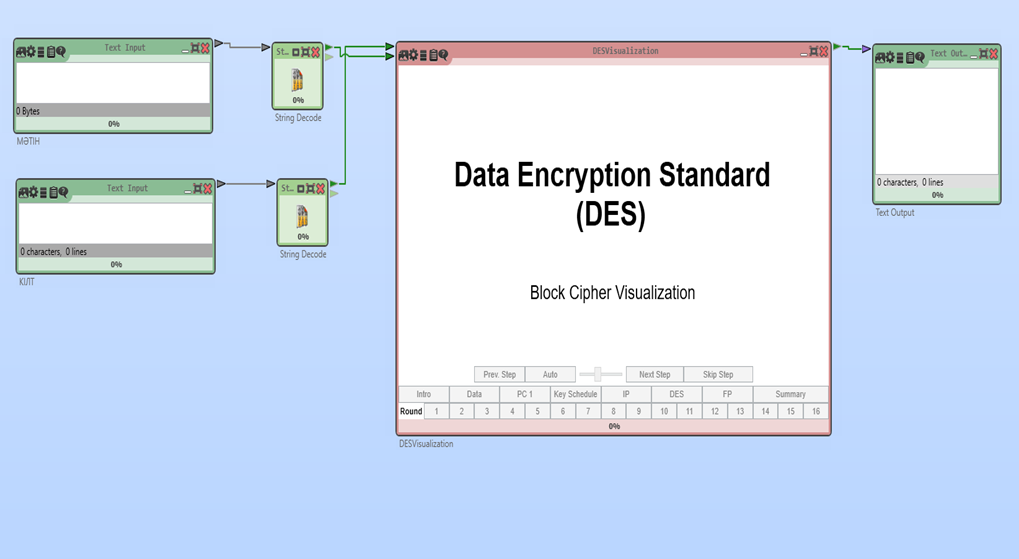 Text Input
0 Bytes
0%
МӘТІН
St...
0%
String Decode
Text Input
0 characters, 0 lines
0%
КІЛТ
St...
0%
String Decode
DESVisualization
Data Encryption Standard
(DES)
Block Cipher Visualization
Prev. Step Auto Next Step Skip Step
Intro Data PC 1 Key Schedule IP DES FP Summary
Round 1 2 3 4 5 6 7 8 9 10 11 12 13 14 15 16
0%
DESVisualization
Text Out...
0 characters, 0 lines
0%
Text Output